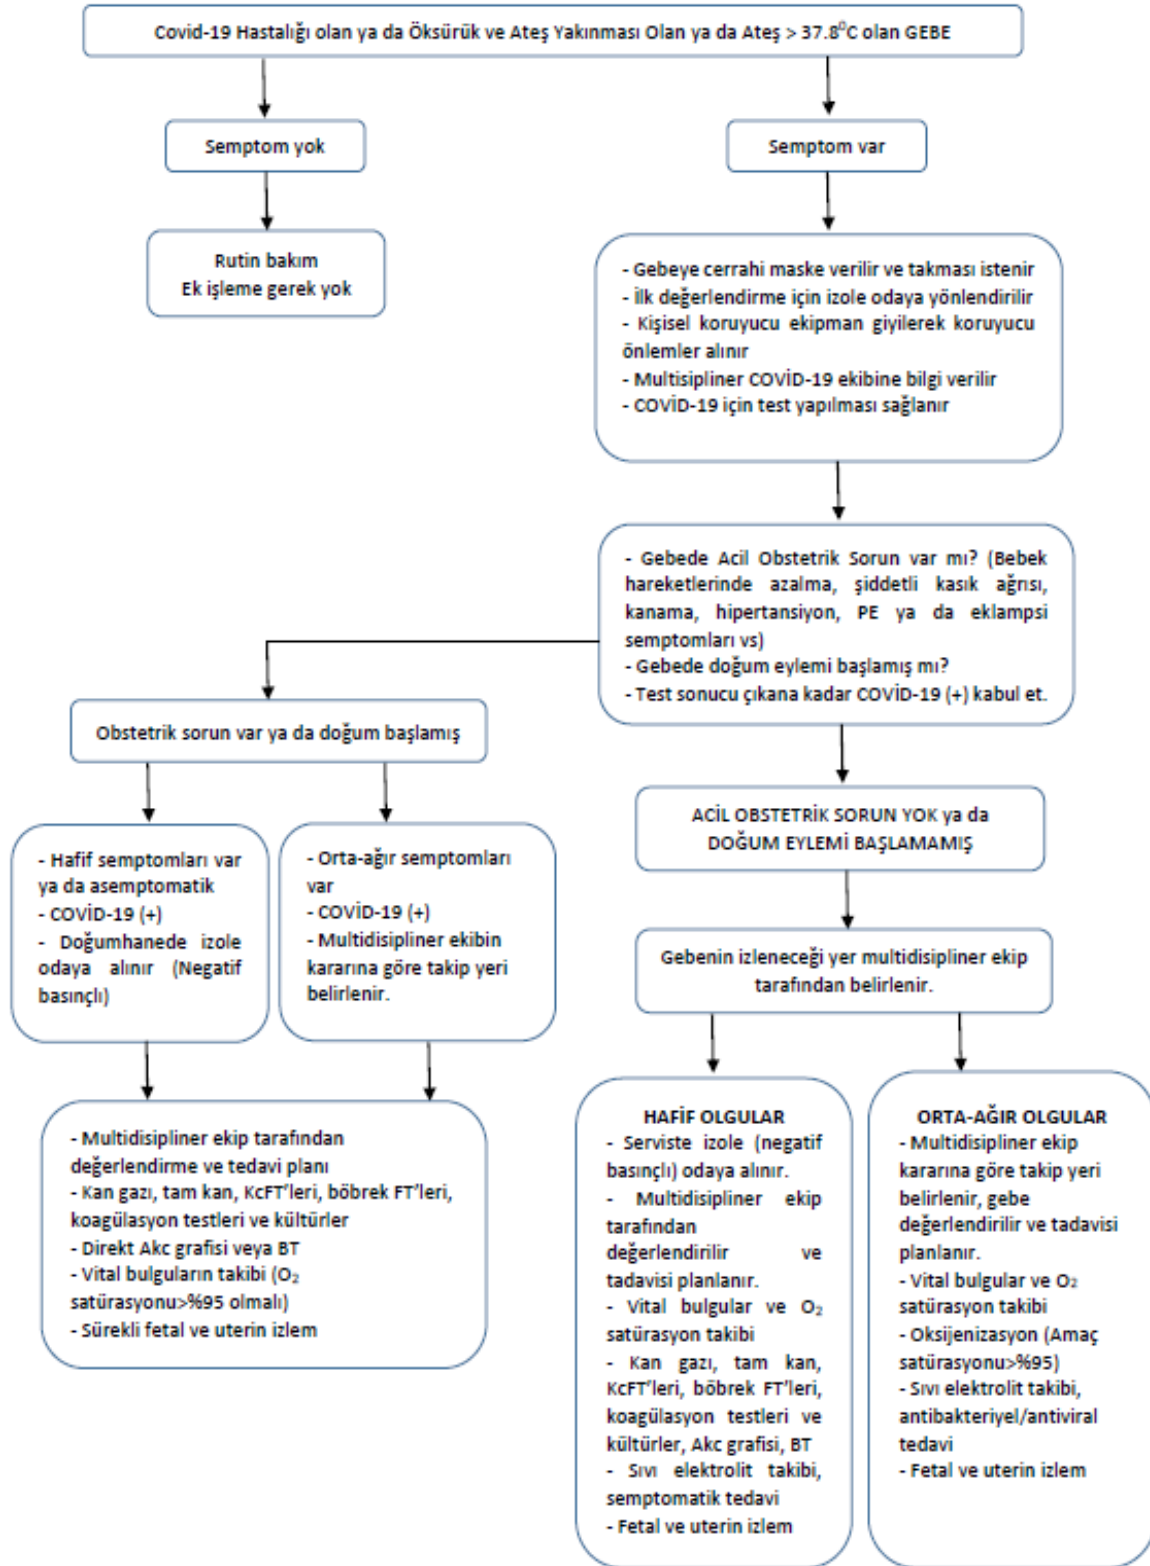 Covid-19 Hastalığı olan ya da Öksürük ve Ateş Yakınması Olan ya da Ateş > 37.8⁰C olan GEBE
Semptom yok
Semptom var
Rutin bakım
Ek işleme gerek yok
- Gebeye cerrahi maske verilir ve takması istenir
- İlk değerlendirme için izole odaya yönlendirilir
- Kişisel koruyucu ekipman giyilerek koruyucu
önlemler alınır
- Multisipliner COVİD-19 ekibine bilgi verilir
- COVİD-19 için test yapılması sağlanır
- Gebede Acil Obstetrik Sorun var mı? (Bebek
hareketlerinde azalma, şiddetli kasık ağrısı,
kanama, hipertansiyon, PE ya da eklampsi
semptomları vs)
- Gebede doğum eylemi başlamış mı?
- Test sonucu çıkana kadar COVİD-19 (+) kabul et.
Obstetrik sorun var ya da doğum başlamış
- Hafif semptomları var
ya da asemptomatik
- COVİD-19 (+)
- Doğumhanede izole
odaya alınır (Negatif
basınçlı)
- Orta-ağır semptomları
var
- COVİD-19 (+)
- Multidisipliner ekibin
kararına göre takip yeri
belirlenir.
- Multidisipliner ekip tarafından
değerlendirme ve tedavi planı
- Kan gazı, tam kan, KcFT'leri, böbrek FT'leri,
koagülasyon testleri ve kültürler
- Direkt Akc grafisi veya BT
- Vital bulguların takibi (O₂
satürasyonu>%95 olmalı)
- Sürekli fetal ve uterin izlem
ACİL OBSTETRİK SORUN YOK ya da
DOĞUM EYLEMİ BAŞLAMAMIŞ
Gebenin izleneceği yer multidisipliner ekip
tarafından belirlenir.
HAFİF OLGULAR
- Serviste izole (negatif
basınçlı) odaya alınır.
- Multidisipliner ekip
tarafından
değerlendirilir ve
tadavisi planlanır.
- Vital bulgular ve O₂
satürasyon takibi
- Kan gazı, tam kan,
KcFT'leri, böbrek FT'leri,
koagülasyon testleri ve
kültürler, Akc grafisi, BT
- Sıvı elektrolit takibi,
semptomatik tedavi
- Fetal ve uterin izlem
ORTA-AĞIR OLGULAR
- Multidisipliner ekip
kararına göre takip yeri
belirlenir, gebe
değerlendirilir ve tadavisi
planlanır.
- Vital bulgular ve O₂
satürasyon takibi
- Oksijenizasyon (Amaç
satürasyonu>%95)
- Sıvı elektrolit takibi,
antibakteriyel/antiviral
tedavi
- Fetal ve uterin izlem